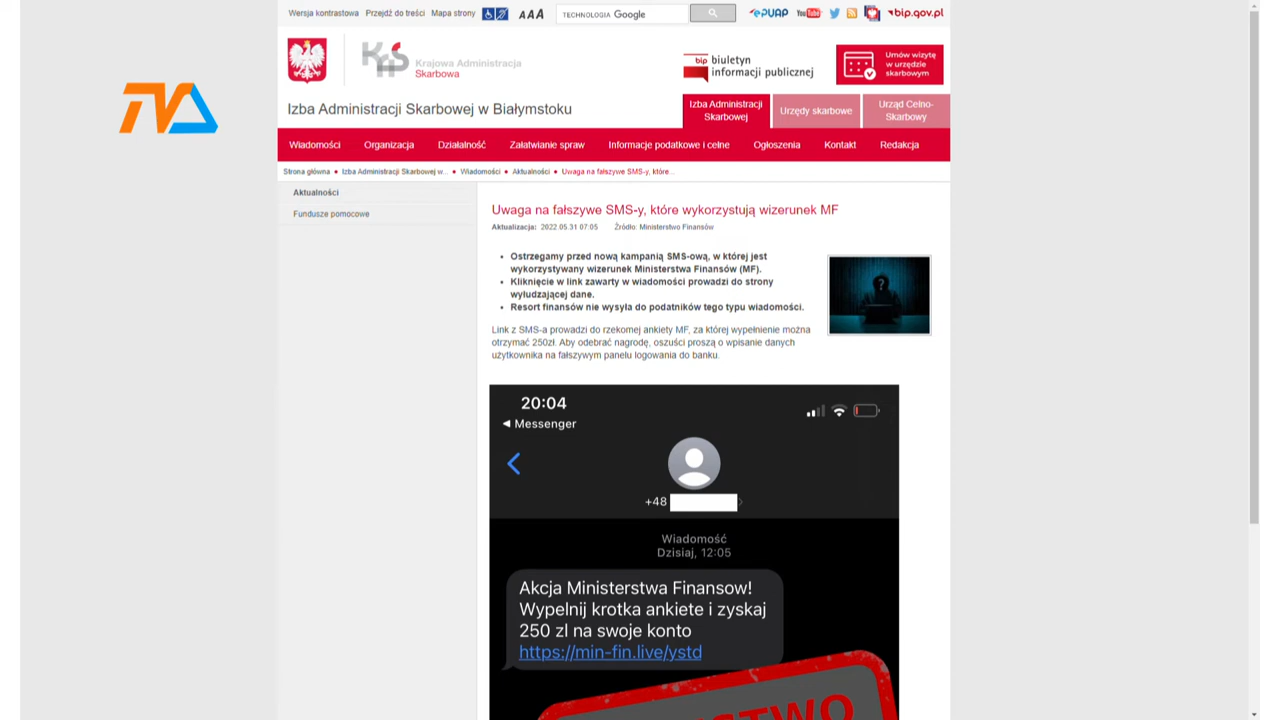 Wersja kontrastowa Przejdź do treści Mapa strony AAA TECHNOLOGIA Google ePUAP YouTube bip.gov.pl
Krajowa Administracja
Skarbowa
bip biuletyn
informacji publicznej
Umów wizytę
w urzędzie
skarbowym
TVA
Izba Administracji Skarbowej w Białymstoku
Izba Administracji
Skarbowej
Urzędy skarbowe
Urząd Celno-
Skarbowy
Wiadomości Organizacja Działalność Załatwianie spraw Informacje podatkowe i celne Ogłoszenia Kontakt Redakcja
Strona główna • Izba Administracji Skarbowej w... • Wiadomości • Aktualności • Uwaga na fałszywe SMS-y, które...
Aktualności
Fundusze pomocowe
Uwaga na fałszywe SMS-y, które wykorzystują wizerunek MF
Aktualizacja: 2022.05.31 07:05 Źródło: Ministerstwo Finansów
• Ostrzegamy przed nową kampanią SMS-ową, w której jest
wykorzystywany wizerunek Ministerstwa Finansów (MF).
• Kliknięcie w link zawarty w wiadomości prowadzi do strony
wyłudzającej dane.
• Resort finansów nie wysyła do podatników tego typu wiadomości.
Link z SMS-a prowadzi do rzekomej ankiety MF, za której wypełnienie można
otrzymać 250zł. Aby odebrać nagrodę, oszuści proszą o wpisanie danych
użytkownika na fałszywym panelu logowania do banku.
?
20:04
◀ Messenger
+48
Wiadomość
Dzisiaj, 12:05
Akcja Ministerstwa Finansow!
Wypelnij krotka ankiete i zyskaj
250 zl na swoje konto
https://min-fin.live/ystd